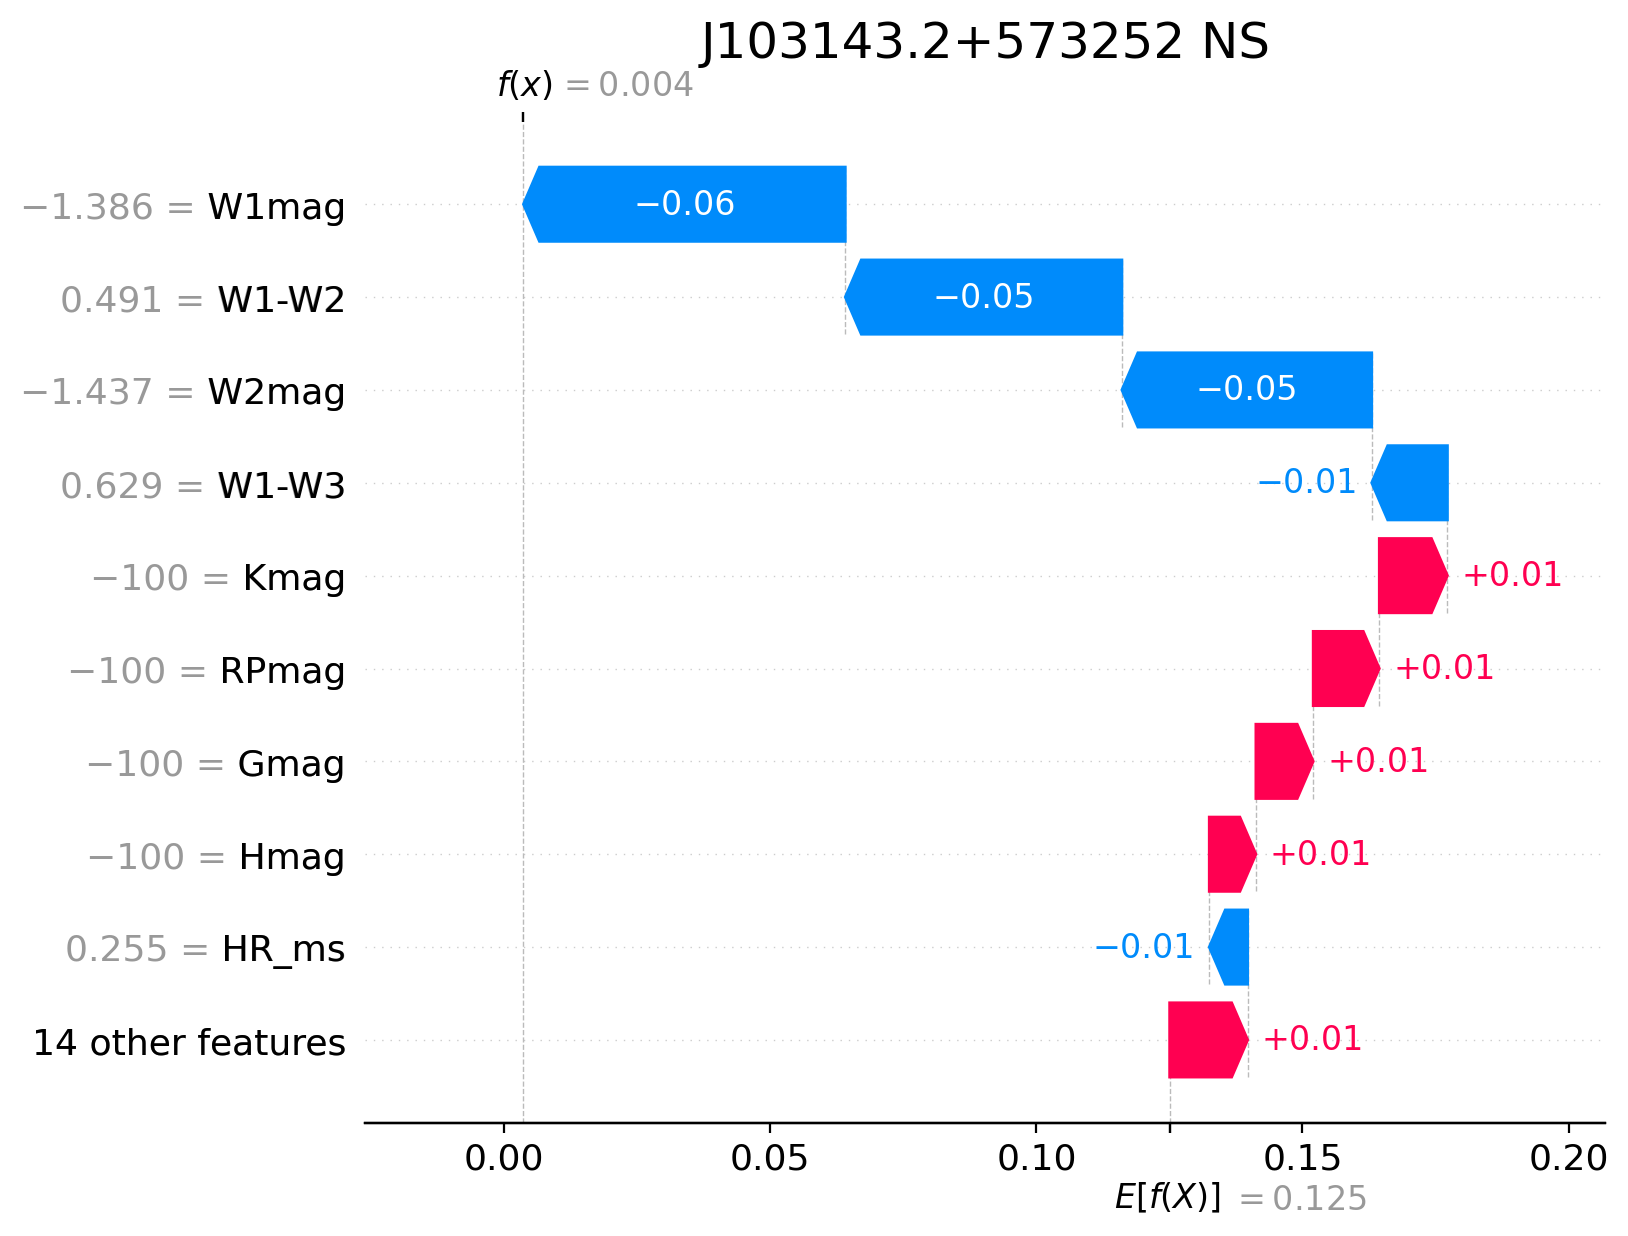 J103143.2+573252 NS
f(x) = 0.004
−1.386 = W1mag −0.06
0.491 = W1-W2 −0.05
−1.437 = W2mag −0.05
0.629 = W1-W3 −0.01
−100 = Kmag +0.01
−100 = RPmag +0.01
−100 = Gmag +0.01
−100 = Hmag +0.01
0.255 = HR_ms −0.01
14 other features +0.01
0.00 0.05 0.10 0.15 0.20
E[f(X)] = 0.125